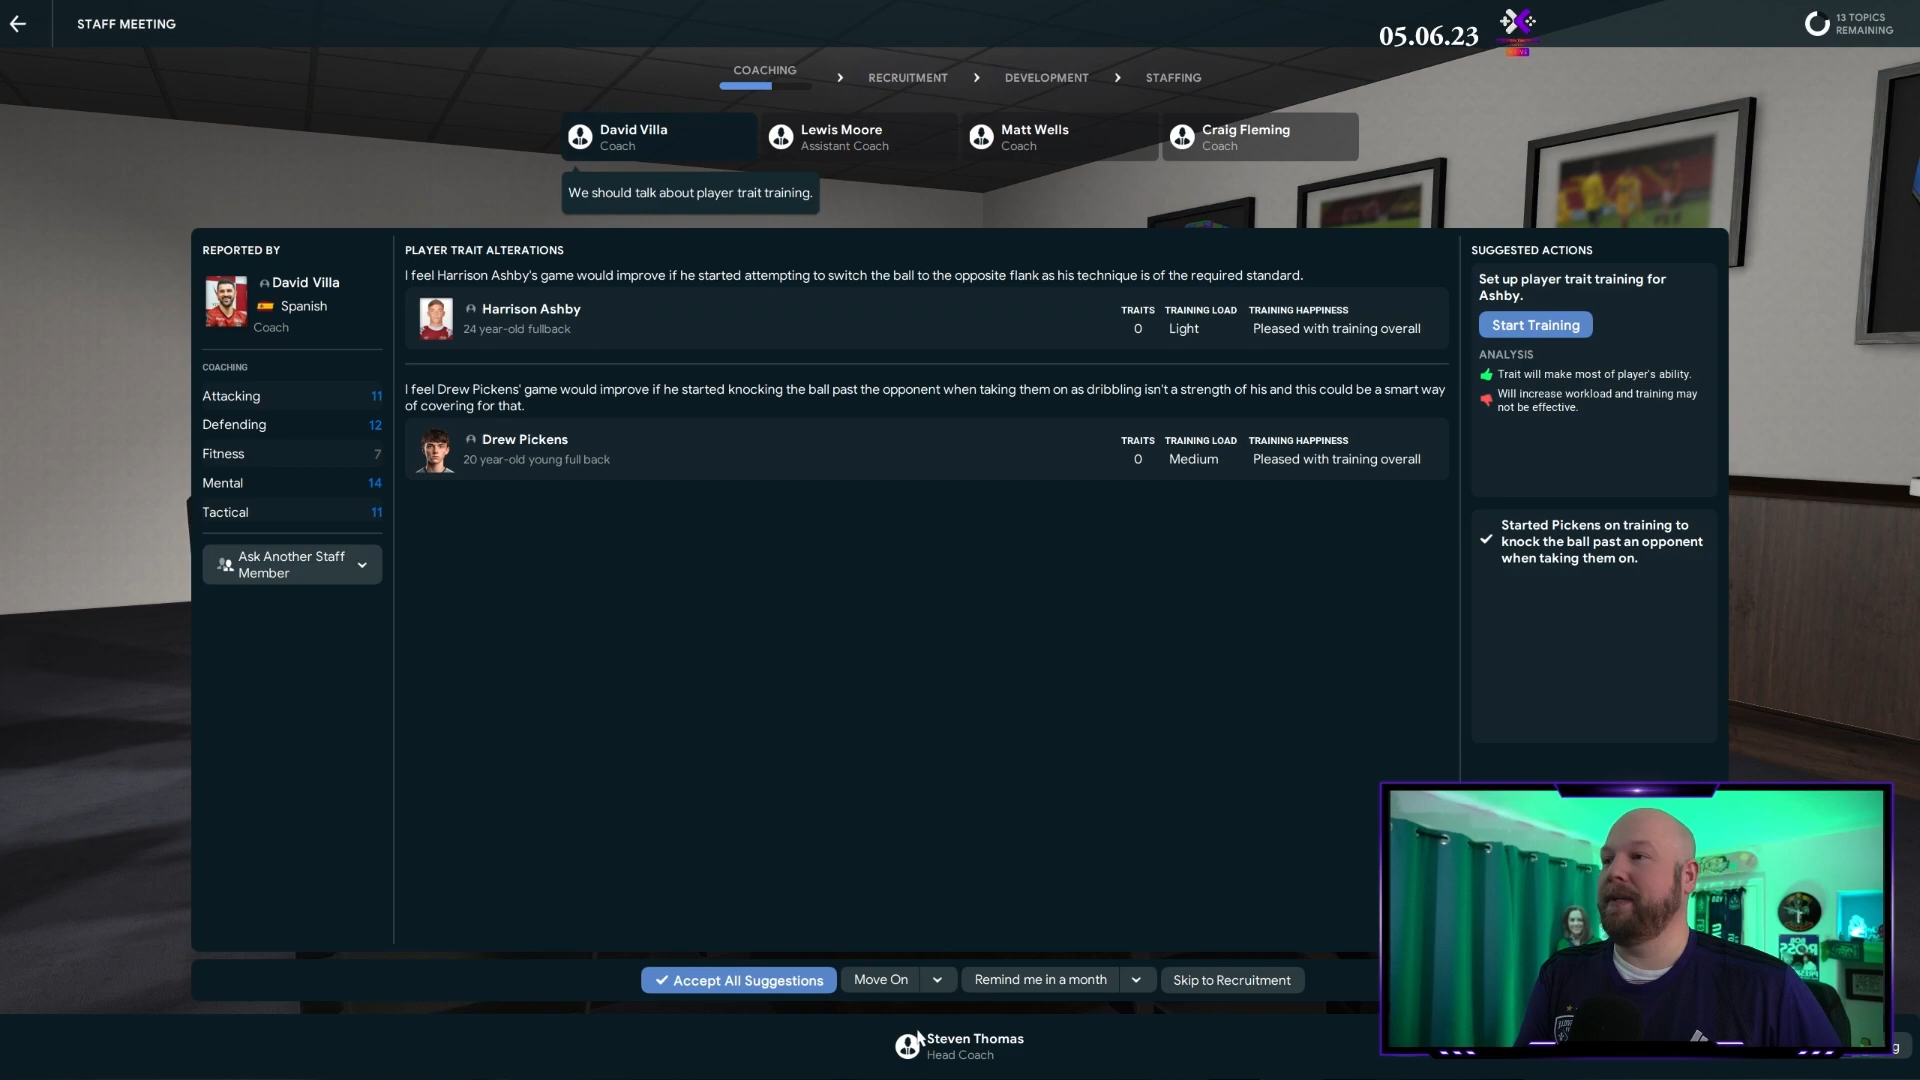 STAFF MEETING
05.06.23
13 TOPICS
REMAINING
COACHING
RECRUITMENT
DEVELOPMENT
STAFFING
David Villa
Coach
Lewis Moore
Assistant Coach
Matt Wells
Coach
Craig Fleming
Coach
We should talk about player trait training.
REPORTED BY
David Villa
Spanish
Coach
COACHING
Attacking 11
Defending 12
Fitness 7
Mental 14
Tactical 11
Ask Another Staff
Member
PLAYER TRAIT ALTERATIONS
I feel Harrison Ashby's game would improve if he started attempting to switch the ball to the opposite flank as his technique is of the required standard.
Harrison Ashby
24 year-old fullback
TRAITS TRAINING LOAD TRAINING HAPPINESS
0 Light Pleased with training overall
I feel Drew Pickens' game would improve if he started knocking the ball past the opponent when taking them on as dribbling isn't a strength of his and this could be a smart way
of covering for that.
Drew Pickens
20 year-old young full back
TRAITS TRAINING LOAD TRAINING HAPPINESS
0 Medium Pleased with training overall
SUGGESTED ACTIONS
Set up player trait training for
Ashby.
Start Training
ANALYSIS
Trait will make most of player's ability.
Will increase workload and training may
not be effective.
Started Pickens on training to
knock the ball past an opponent
when taking them on.
Accept All Suggestions
Move On
Remind me in a month
Skip to Recruitment
Steven Thomas
Head Coach
BOB
ROSS